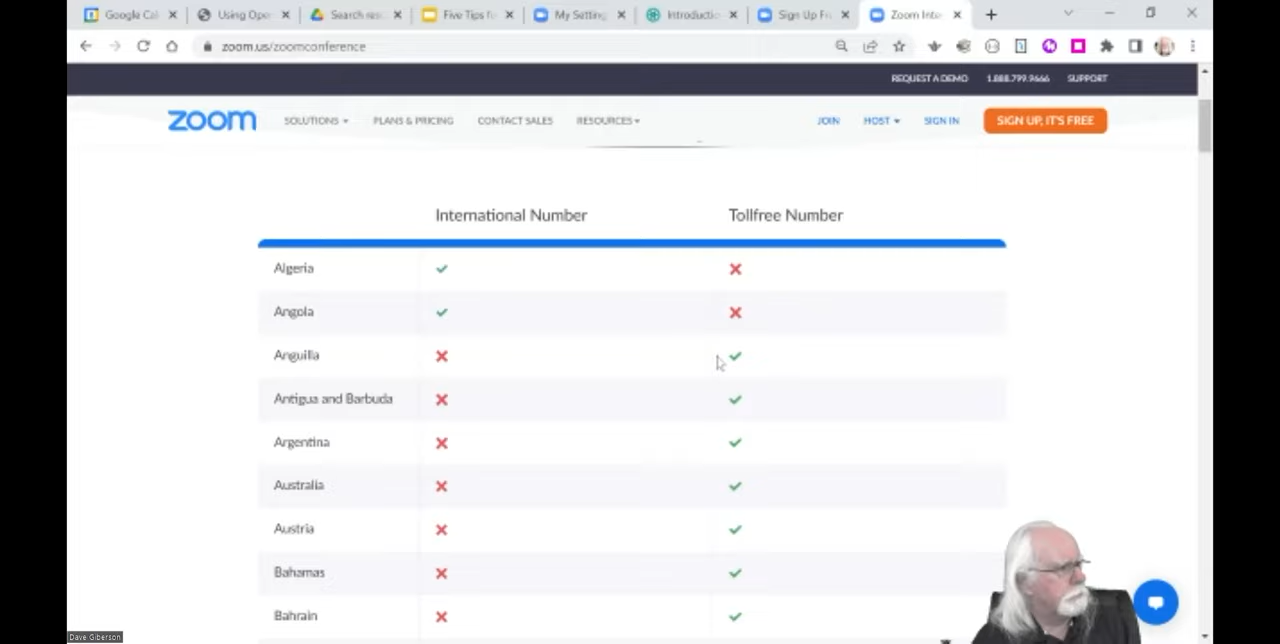 Google Cal
Using Ope
Search res
Five Tips f
My Setting
Introductio
Sign Up Fr
Zoom Inte
zoom.us/zoomconference
REQUEST A DEMO 1.888.799.9666 SUPPORT
zoom SOLUTIONS PLANS & PRICING CONTACT SALES RESOURCES JOIN HOST SIGN IN SIGN UP, IT'S FREE
International Number Tollfree Number
Algeria
Angola
Anguilla
Antigua and Barbuda
Argentina
Australia
Austria
Bahamas
Bahrain
Dave Giberson